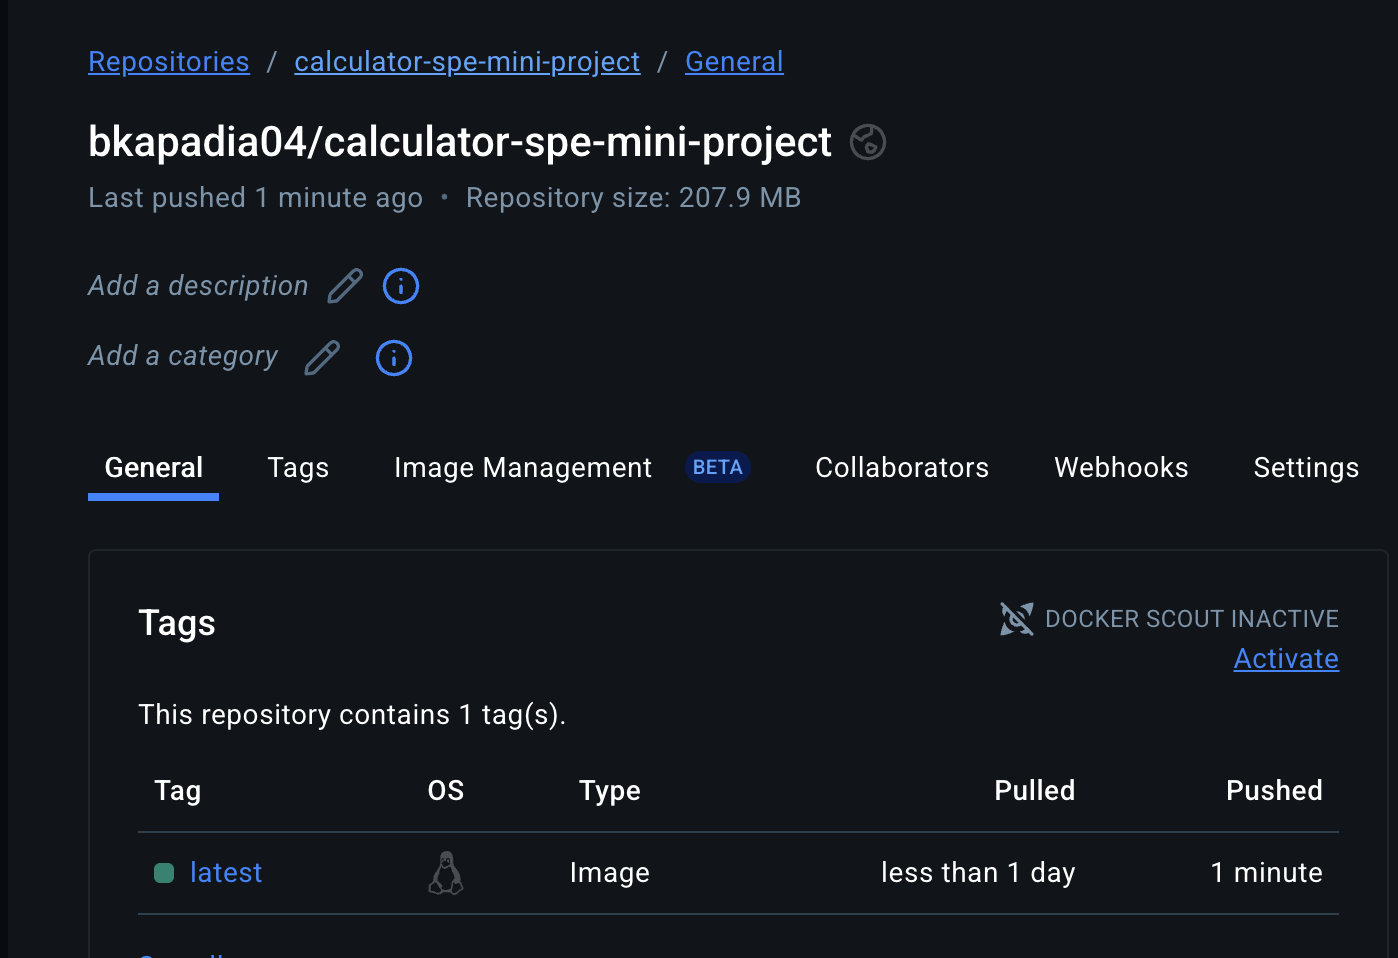 Repositories / calculator-spe-mini-project / General
bkapadia04/calculator-spe-mini-project
Last pushed 1 minute ago • Repository size: 207.9 MB
Add a description
Add a category
General Tags Image Management BETA Collaborators Webhooks Settings
Tags
DOCKER SCOUT INACTIVE
Activate
This repository contains 1 tag(s).
Tag OS Type Pulled Pushed
latest Image less than 1 day 1 minute